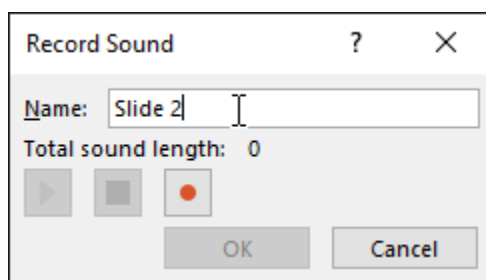 Record Sound ?
Name: Slide 2
Total sound length: 0
OK Cancel